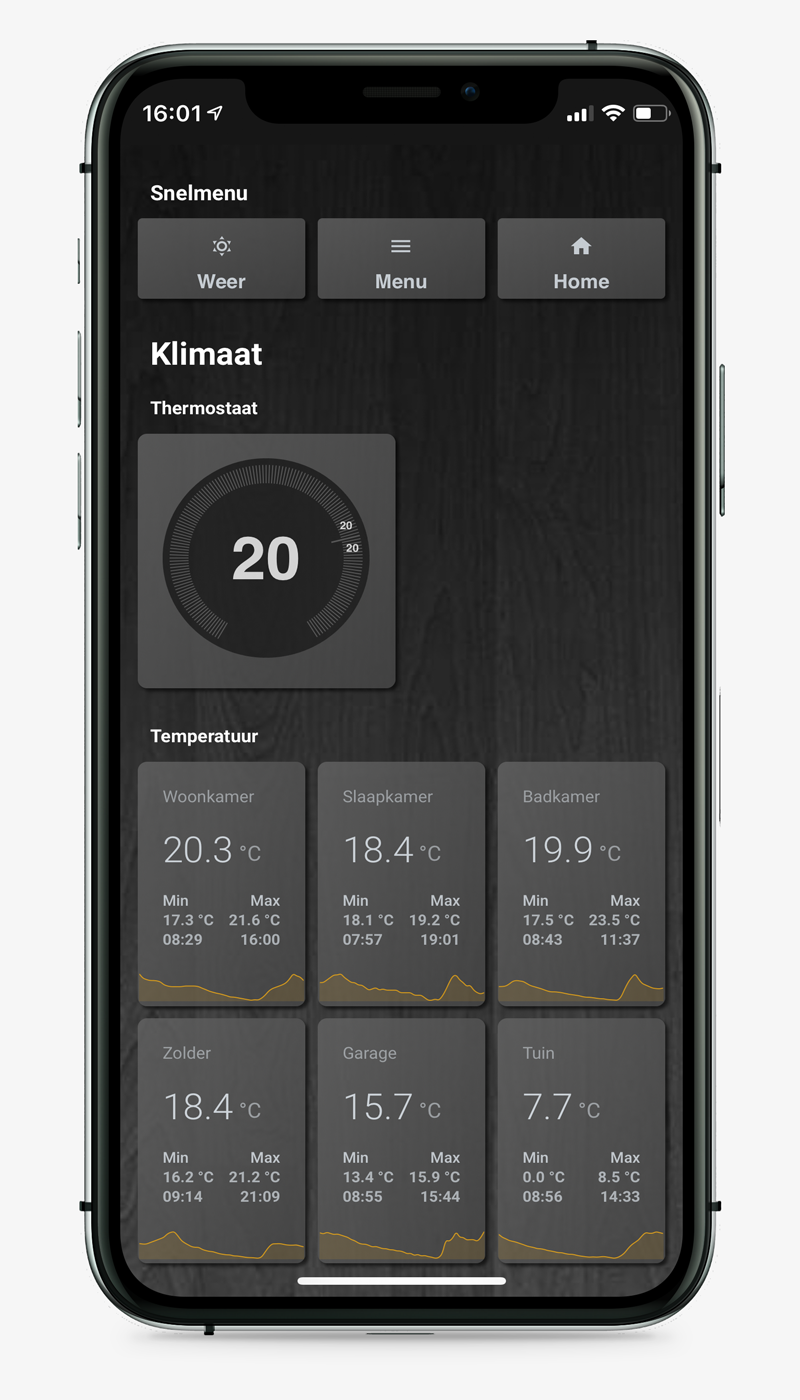 16:01
Snelmenu
Weer Menu Home
Klimaat
Thermostaat
20
20
20
Temperatuur
Woonkamer Slaapkamer Badkamer
20.3 °C 18.4 °C 19.9 °C
Min Max Min Max Min Max
17.3 °C 21.6 °C 18.1 °C 19.2 °C 17.5 °C 23.5 °C
08:29 16:00 07:57 19:01 08:43 11:37
Zolder Garage Tuin
18.4 °C 15.7 °C 7.7 °C
Min Max Min Max Min Max
16.2 °C 21.2 °C 13.4 °C 15.9 °C 0.0 °C 8.5 °C
09:14 21:09 08:55 15:44 08:56 14:33